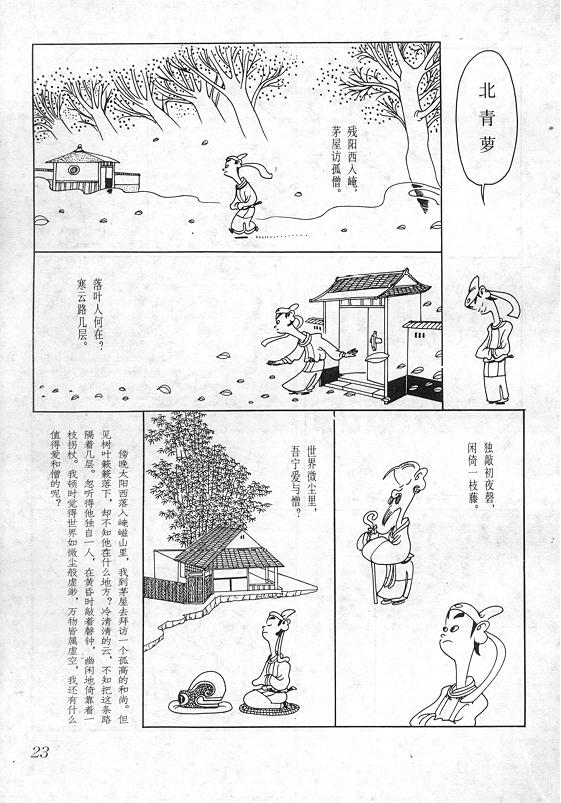 北青萝
残阳西入崦，
茅屋访孤僧。
落叶人何在？
寒云路几层。
独敲初夜磬，
闲倚一枝藤。
世界微尘里，
吾宁爱与憎？
傍晚太阳西落入崦嵫山里，我到茅屋去拜访一个孤高的和尚。但
见树叶簌簌落下，却不知他在什么地方？冷清清的云，不知把这条路
隔着几层。忽听得他独自一人，在黄昏时敲着磬钟，幽闲地倚靠着一
枝拐杖。我顿时觉得世界如微尘般虚渺，万物皆属虚空，我还有什么
值得爱和憎的呢？
23